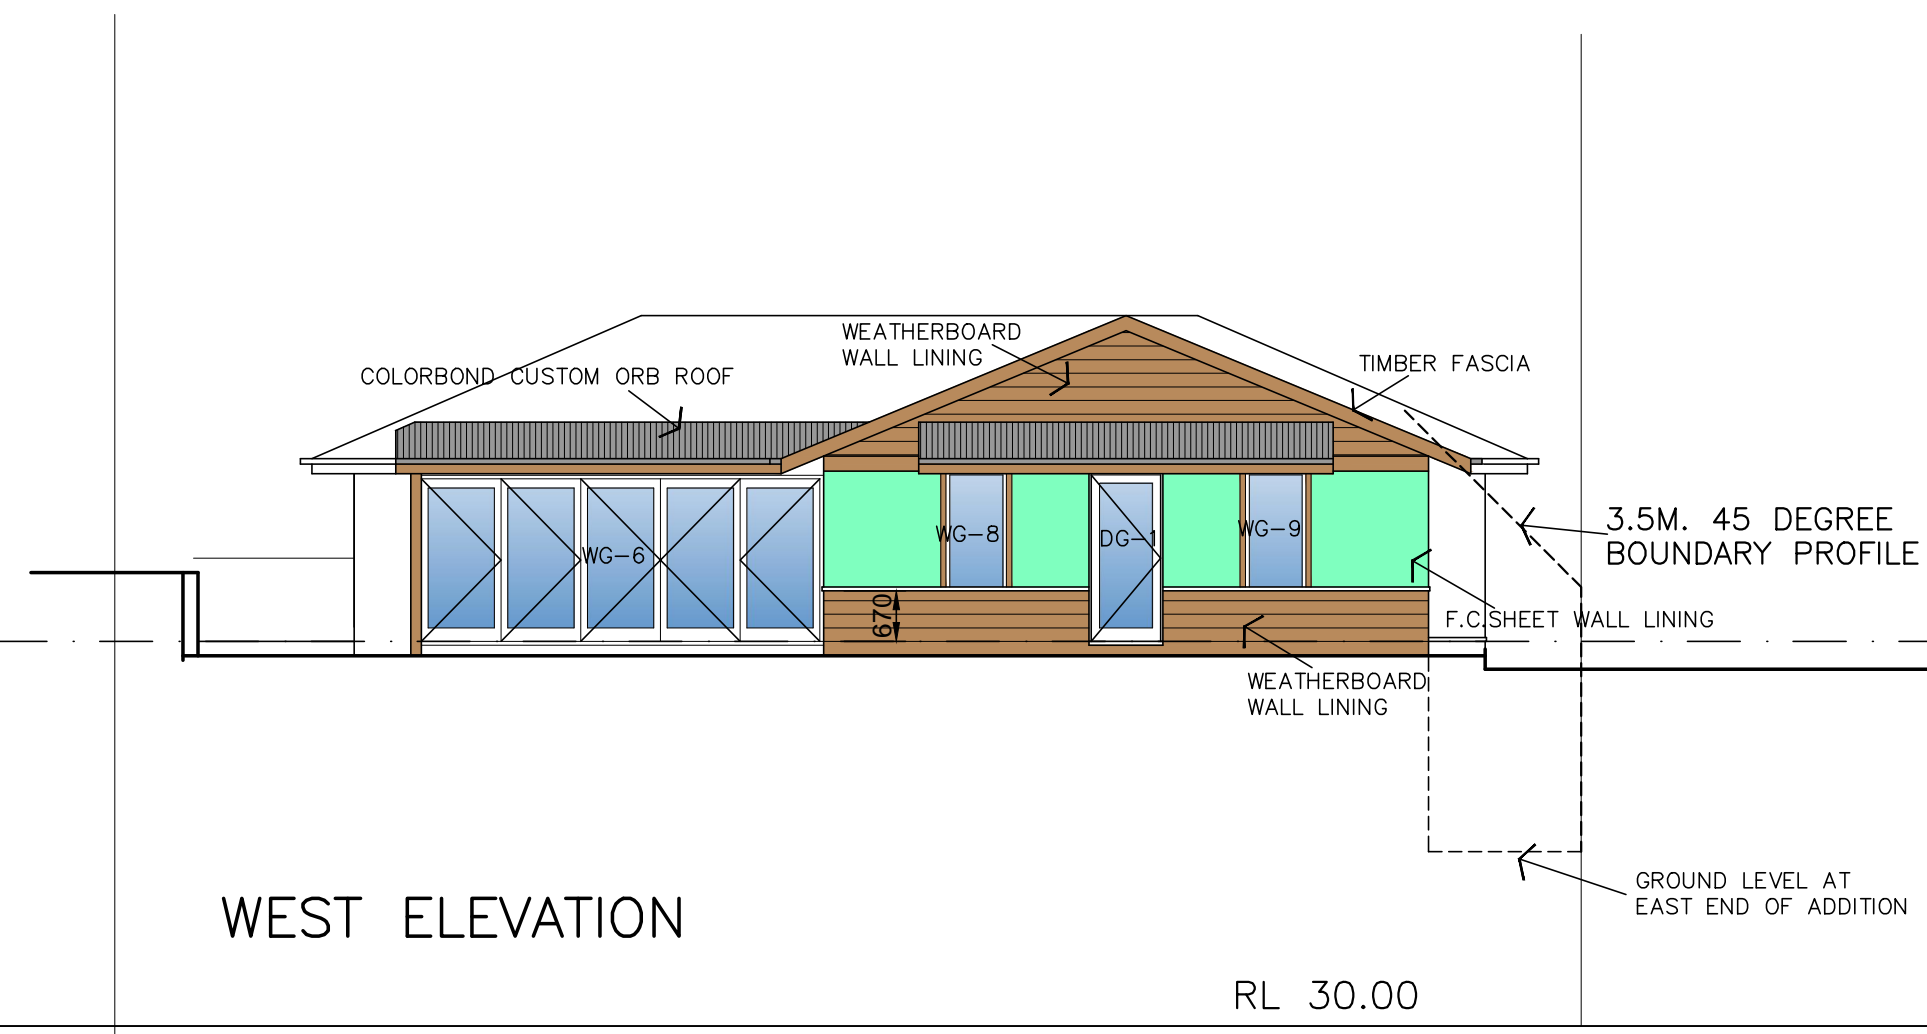 WEATHERBOARD
WALL LINING
COLORBOND CUSTOM ORB ROOF
TIMBER FASCIA
WG-6
WG-8
DG-1
WG-9
3.5M. 45 DEGREE
BOUNDARY PROFILE
670
F.C.SHEET WALL LINING
WEATHERBOARD
WALL LINING
GROUND LEVEL AT
EAST END OF ADDITION
WEST ELEVATION
RL 30.00